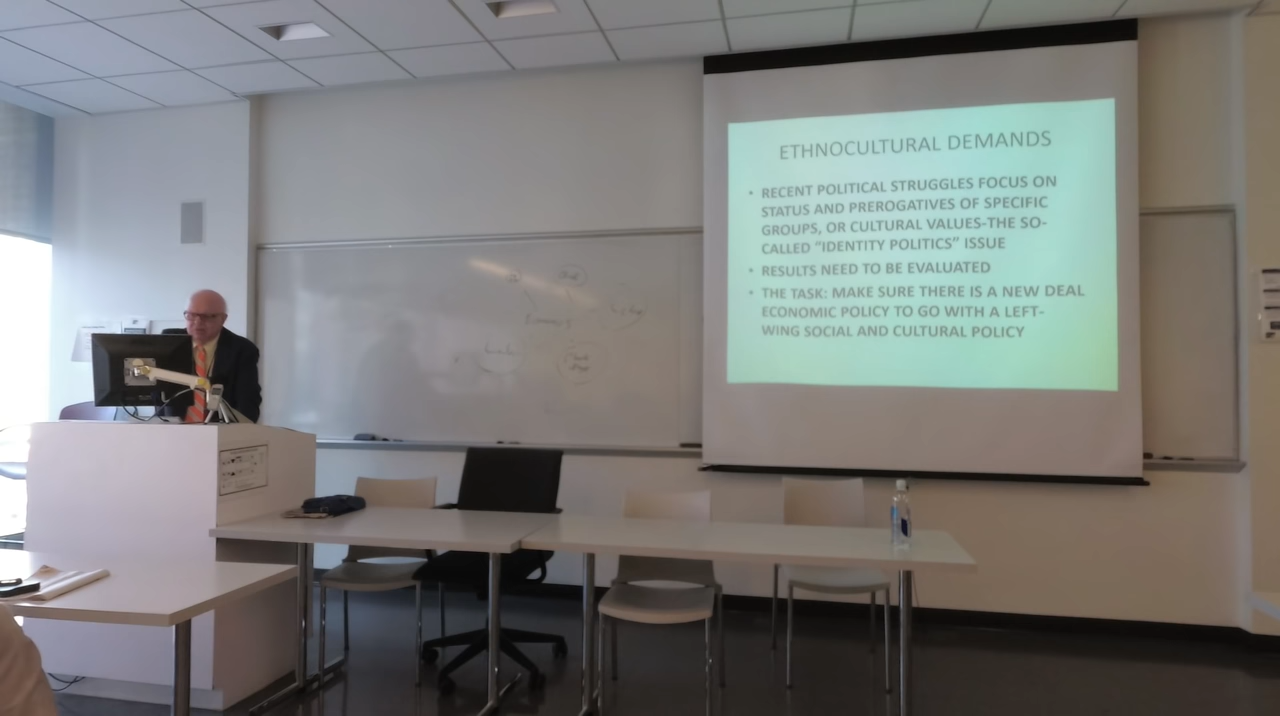 ETHNOCULTURAL DEMANDS
• RECENT POLITICAL STRUGGLES FOCUS ON
STATUS AND PREROGATIVES OF SPECIFIC
GROUPS, OR CULTURAL VALUES-THE SO-
CALLED “IDENTITY POLITICS” ISSUE
• RESULTS NEED TO BE EVALUATED
• THE TASK: MAKE SURE THERE IS A NEW DEAL
ECONOMIC POLICY TO GO WITH A LEFT-
WING SOCIAL AND CULTURAL POLICY